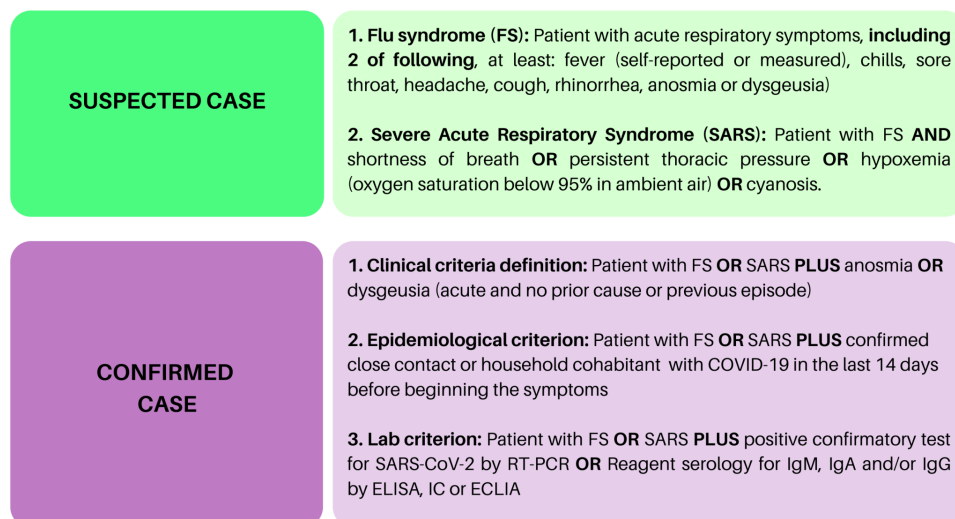 SUSPECTED CASE
1. Flu syndrome (FS): Patient with acute respiratory symptoms, including
2 of following, at least: fever (self-reported or measured), chills, sore
throat, headache, cough, rhinorrhea, anosmia or dysgeusia)
2. Severe Acute Respiratory Syndrome (SARS): Patient with FS AND
shortness of breath OR persistent thoracic pressure OR hypoxemia
(oxygen saturation below 95% in ambient air) OR cyanosis.
CONFIRMED
CASE
1. Clinical criteria definition: Patient with FS OR SARS PLUS anosmia OR
dysgeusia (acute and no prior cause or previous episode)
2. Epidemiological criterion: Patient with FS OR SARS PLUS confirmed
close contact or household cohabitant with COVID-19 in the last 14 days
before beginning the symptoms
3. Lab criterion: Patient with FS OR SARS PLUS positive confirmatory test
for SARS-CoV-2 by RT-PCR OR Reagent serology for IgM, IgA and/or IgG
by ELISA, IC or ECLIA